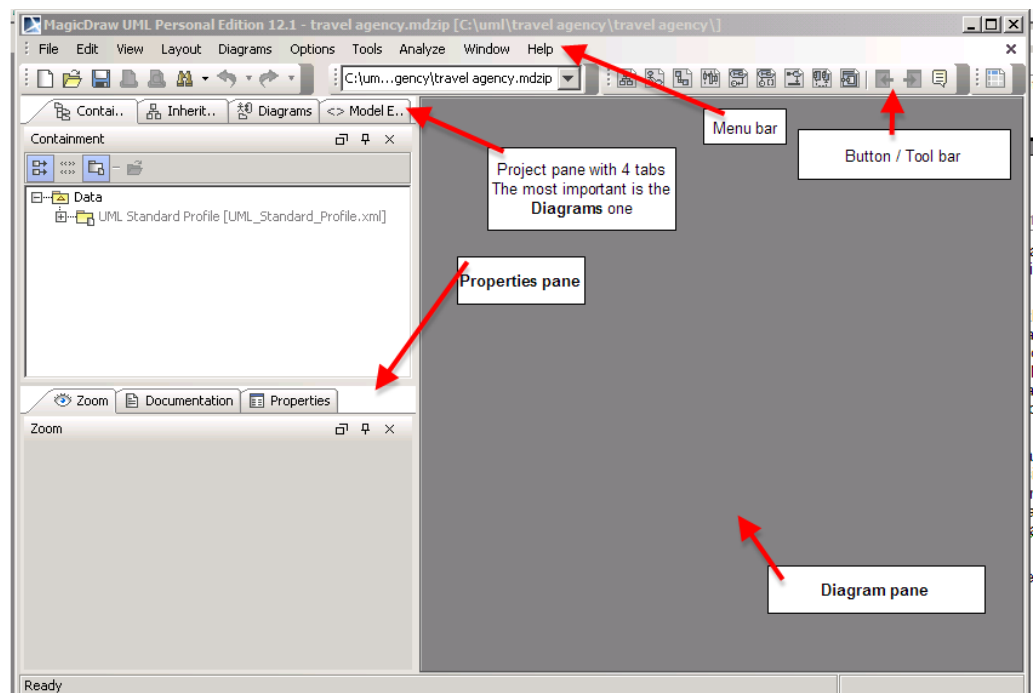 MagicDraw UML Personal Edition 12.1 - travel agency.mdzip [C:\uml\travel agency\travel agency\]
File Edit View Layout Diagrams Options Tools Analyze Window Help
C:\um...gency\travel agency.mdzip
Contai.. Inherit.. Diagrams <> Model E..
Containment
Data
UML Standard Profile [UML_Standard_Profile.xml]
Menu bar
Button / Tool bar
Project pane with 4 tabs
The most important is the
Diagrams one
Properties pane
Zoom Documentation Properties
Zoom
Diagram pane
Ready